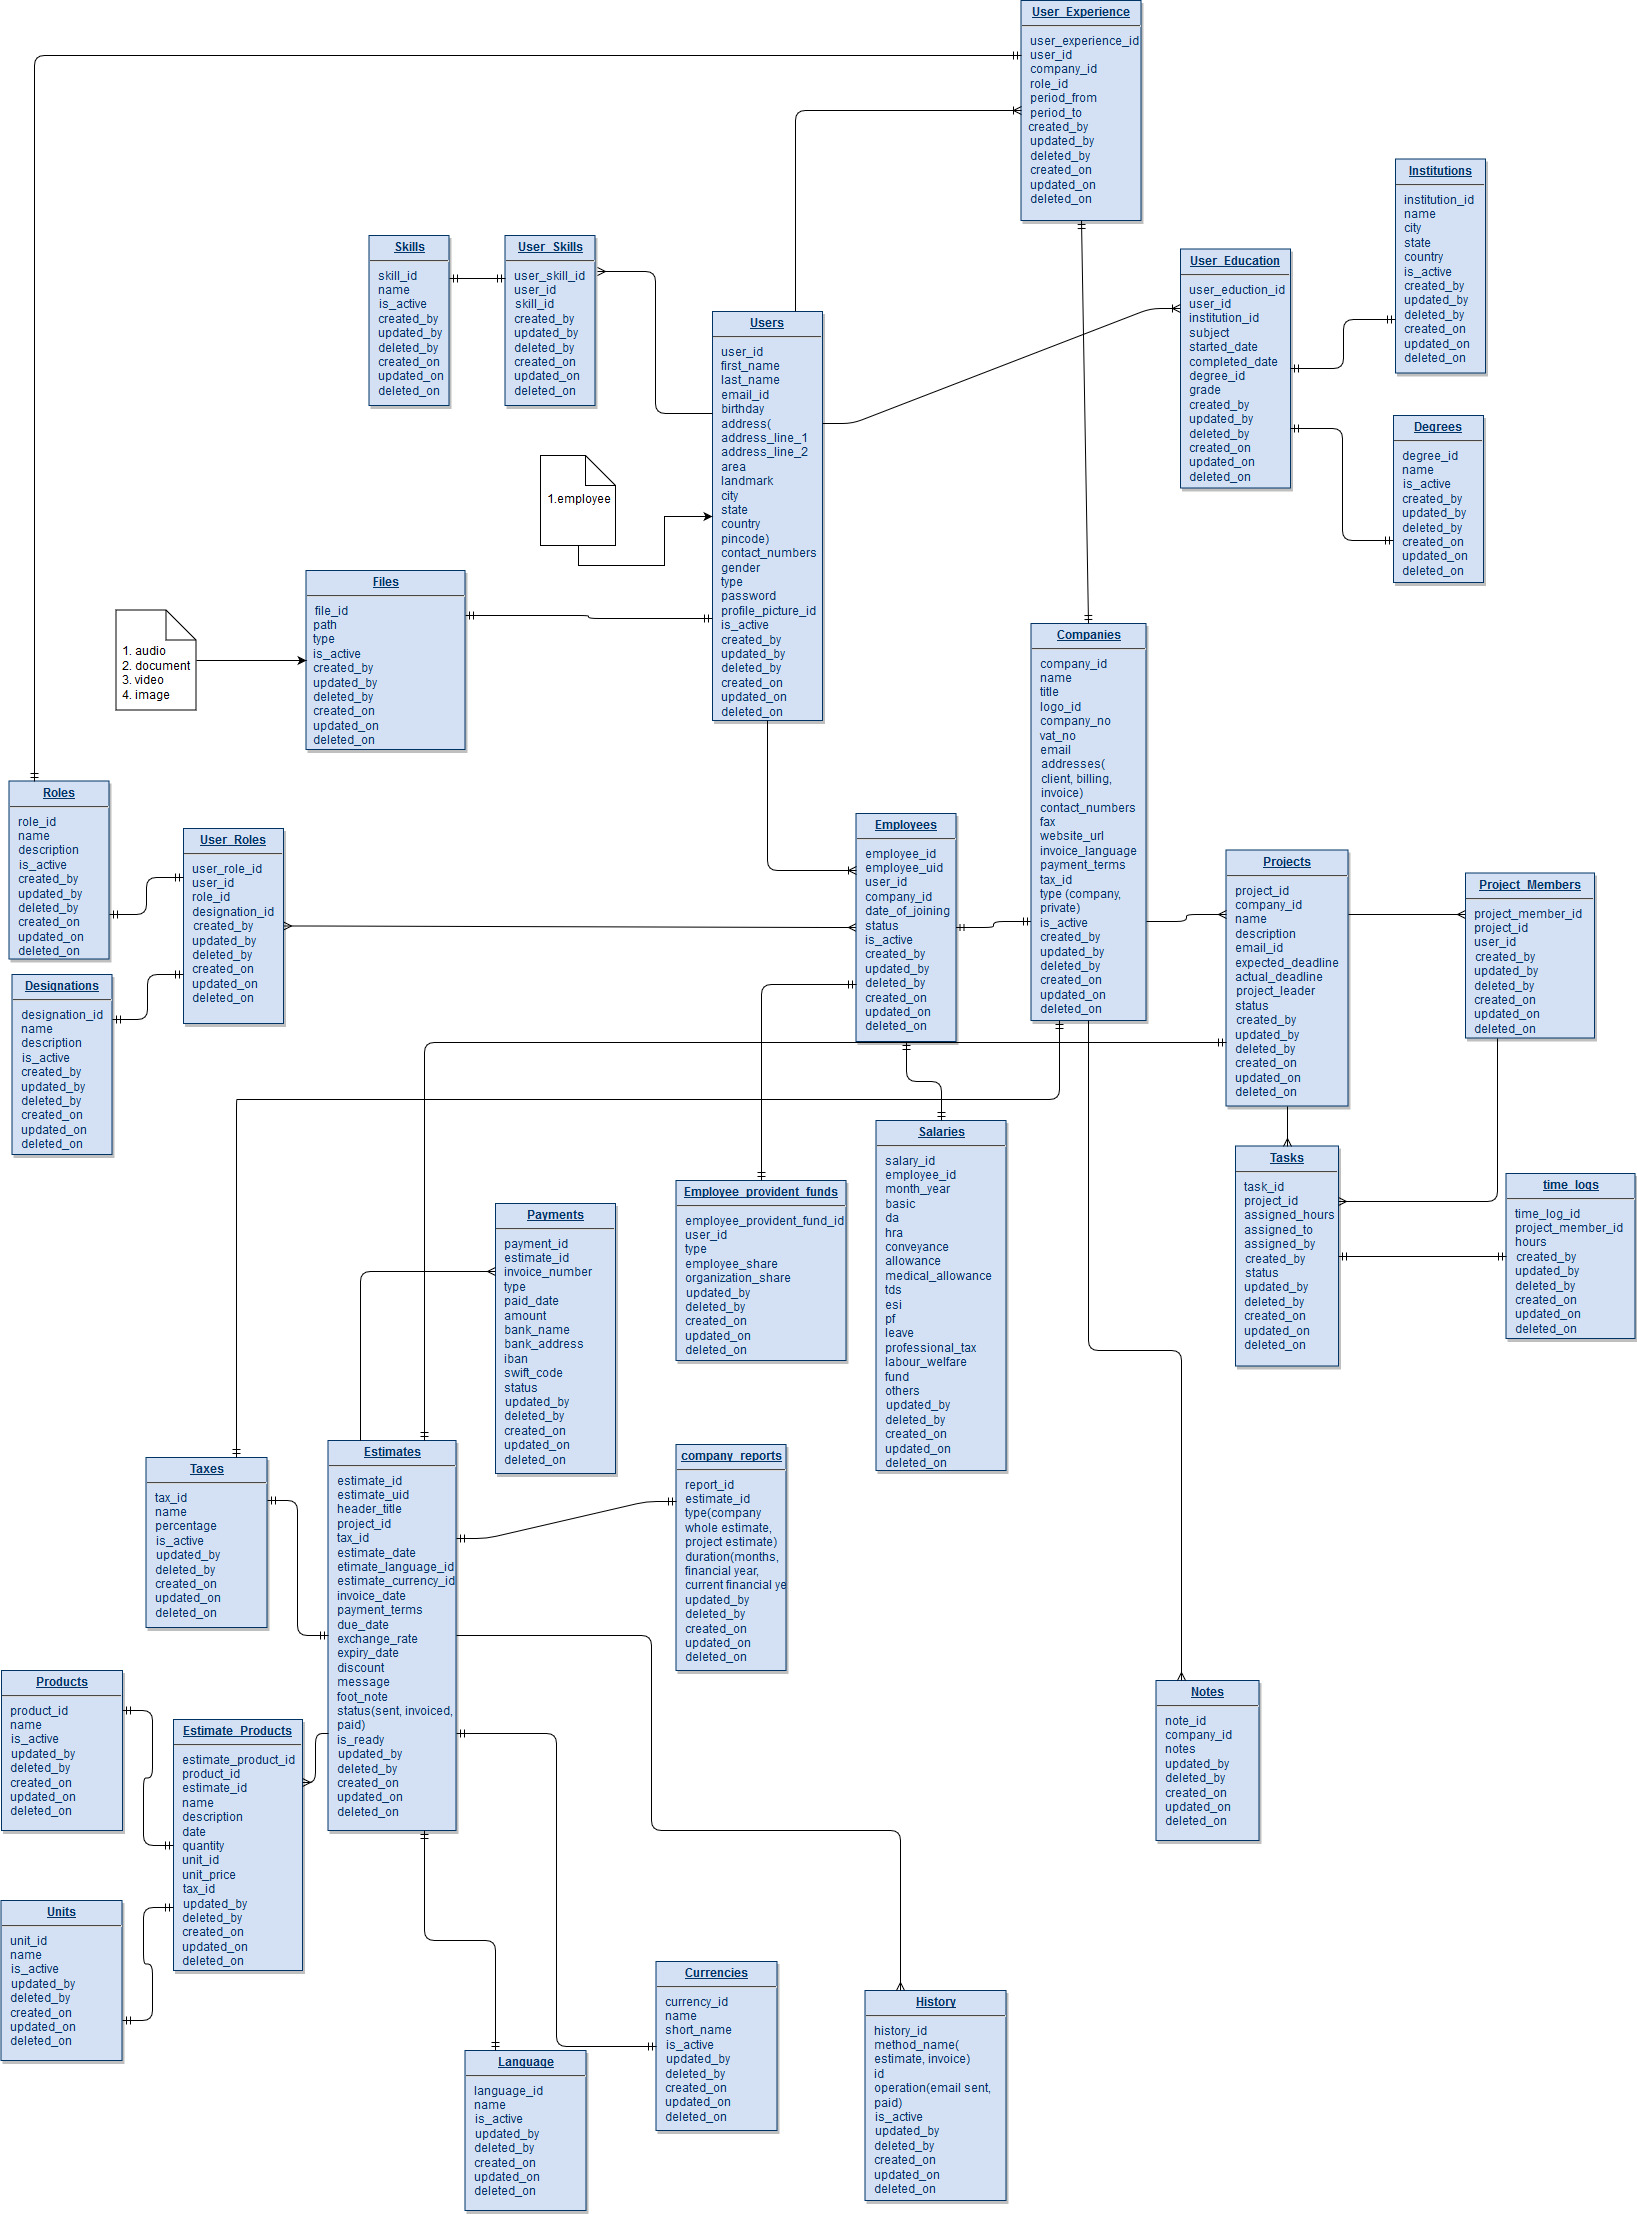 User_Experience
user_experience_id
user_id
company_id
role_id
period_from
period_to
created_by
updated_by
deleted_by
created_on
updated_on
deleted_on
Institutions
institution_id
name
city
state
country
is_active
created_by
updated_by
deleted_by
created_on
updated_on
deleted_on
Skills
skill_id
name
is_active
created_by
updated_by
deleted_by
created_on
updated_on
deleted_on
User_Skills
user_skill_id
user_id
skill_id
created_by
updated_by
deleted_by
created_on
updated_on
deleted_on
User_Education
user_eduction_id
user_id
institution_id
subject
started_date
completed_date
degree_id
grade
created_by
updated_by
deleted_by
created_on
updated_on
deleted_on
Users
user_id
first_name
last_name
email_id
birthday
address(
address_line_1
address_line_2
area
landmark
city
state
country
pincode)
contact_numbers
gender
type
password
profile_picture_id
is_active
created_by
updated_by
deleted_by
created_on
updated_on
deleted_on
Degrees
degree_id
name
is_active
created_by
updated_by
deleted_by
created_on
updated_on
deleted_on
1.employee
Files
file_id
path
type
is_active
created_by
updated_by
deleted_by
created_on
updated_on
deleted_on
1. audio
2. document
3. video
4. image
Companies
company_id
name
title
logo_id
company_no
vat_no
email
addresses(
client, billing,
invoice)
contact_numbers
fax
website_url
invoice_language
payment_terms
tax_id
type (company,
private)
is_active
created_by
updated_by
deleted_by
created_on
updated_on
deleted_on
Roles
role_id
name
description
is_active
created_by
updated_by
deleted_by
created_on
updated_on
deleted_on
User_Roles
user_role_id
user_id
role_id
designation_id
created_by
updated_by
deleted_by
created_on
updated_on
deleted_on
Employees
employee_id
employee_uid
user_id
company_id
date_of_joining
status
is_active
created_by
updated_by
deleted_by
created_on
updated_on
deleted_on
Projects
project_id
company_id
name
description
email_id
expected_deadline
actual_deadline
project_leader
status
created_by
updated_by
deleted_by
created_on
updated_on
deleted_on
Project_Members
project_member_id
project_id
user_id
created_by
updated_by
deleted_by
created_on
updated_on
deleted_on
Designations
designation_id
name
description
is_active
created_by
updated_by
deleted_by
created_on
updated_on
deleted_on
Salaries
salary_id
employee_id
month_year
basic
da
hra
conveyance
allowance
medical_allowance
tds
esi
pf
leave
professional_tax
labour_welfare
fund
others
updated_by
deleted_by
created_on
updated_on
deleted_on
Tasks
task_id
project_id
assigned_hours
assigned_to
assigned_by
created_by
status
updated_by
deleted_by
created_on
updated_on
deleted_on
time_logs
time_log_id
project_member_id
hours
created_by
updated_by
deleted_by
created_on
updated_on
deleted_on
Employee_provident_funds
employee_provident_fund_id
user_id
type
employee_share
organization_share
updated_by
deleted_by
created_on
updated_on
deleted_on
Payments
payment_id
estimate_id
invoice_number
type
paid_date
amount
bank_name
bank_address
iban
swift_code
status
updated_by
deleted_by
created_on
updated_on
deleted_on
Estimates
estimate_id
estimate_uid
header_title
project_id
tax_id
estimate_date
etimate_language_id
estimate_currency_id
invoice_date
payment_terms
due_date
exchange_rate
expiry_date
discount
message
foot_note
status(sent, invoiced,
paid)
is_ready
updated_by
deleted_by
created_on
updated_on
deleted_on
company_reports
report_id
estimate_id
type(company
whole estimate,
project estimate)
duration(months,
financial year,
current financial ye
updated_by
deleted_by
created_on
updated_on
deleted_on
Taxes
tax_id
name
percentage
is_active
updated_by
deleted_by
created_on
updated_on
deleted_on
Products
product_id
name
is_active
updated_by
deleted_by
created_on
updated_on
deleted_on
Estimate_Products
estimate_product_id
product_id
estimate_id
name
description
date
quantity
unit_id
unit_price
tax_id
updated_by
deleted_by
created_on
updated_on
deleted_on
Notes
note_id
company_id
notes
updated_by
deleted_by
created_on
updated_on
deleted_on
Units
unit_id
name
is_active
updated_by
deleted_by
created_on
updated_on
deleted_on
Currencies
currency_id
name
short_name
is_active
updated_by
deleted_by
created_on
updated_on
deleted_on
History
history_id
method_name(
estimate, invoice)
id
operation(email sent,
paid)
is_active
updated_by
deleted_by
created_on
updated_on
deleted_on
Language
language_id
name
is_active
updated_by
deleted_by
created_on
updated_on
deleted_on